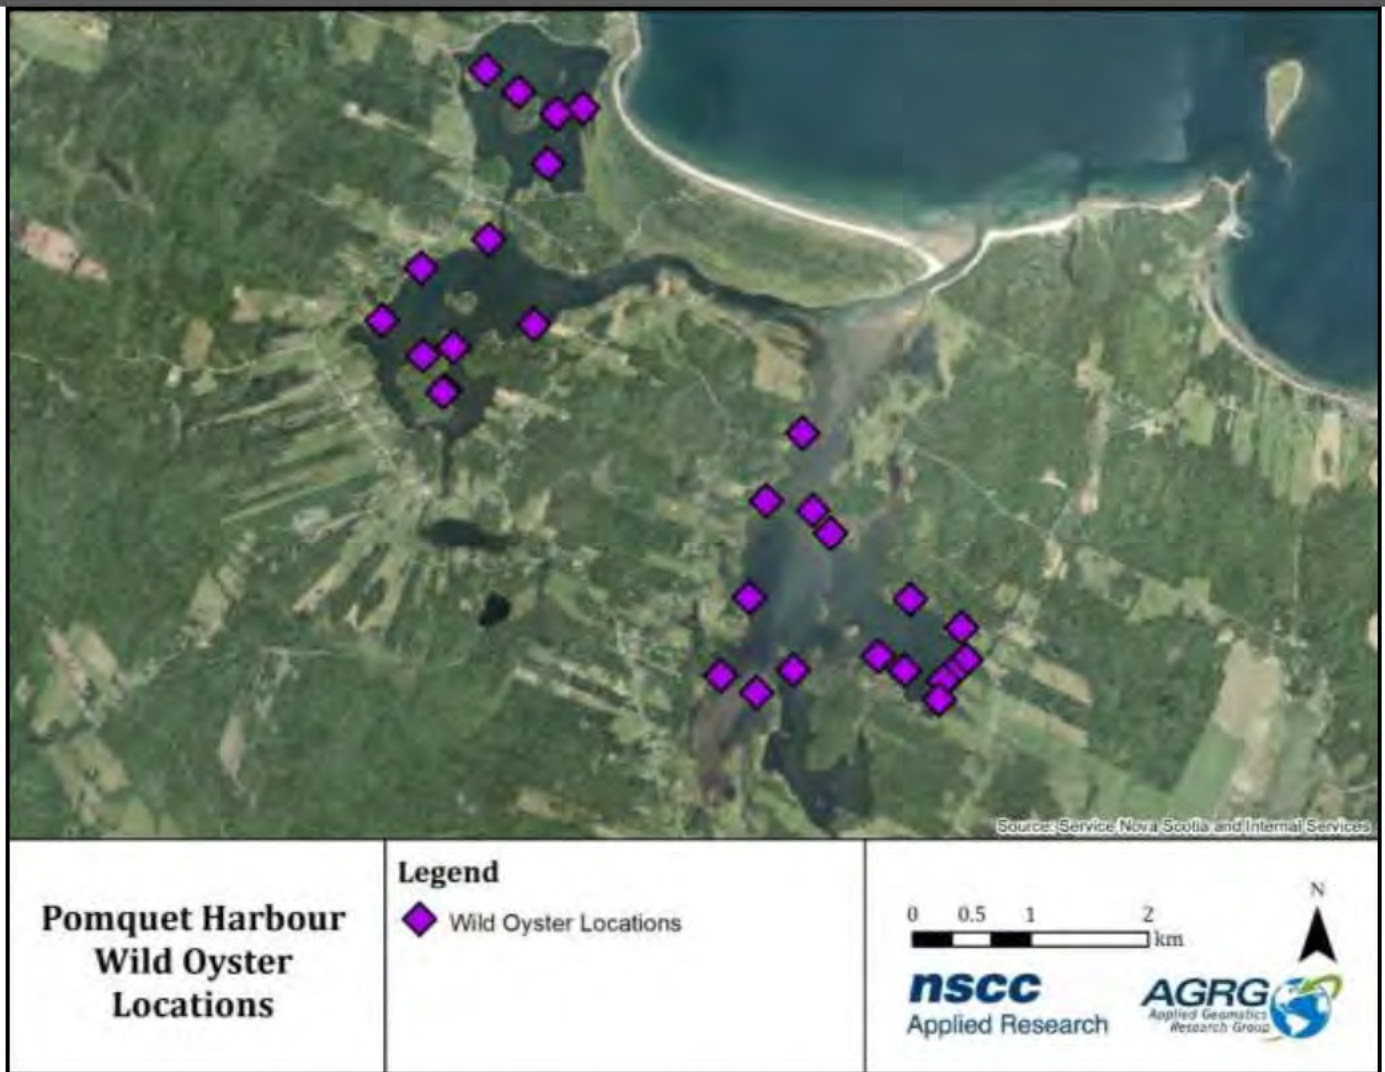 Source: Service Nova Scotia and Internal Services
Pomquet Harbour
Wild Oyster
Locations
Legend
Wild Oyster Locations
0 0.5 1 2
km
N
nscc
Applied Research
AGRG
Applied Geomatics
Research Group